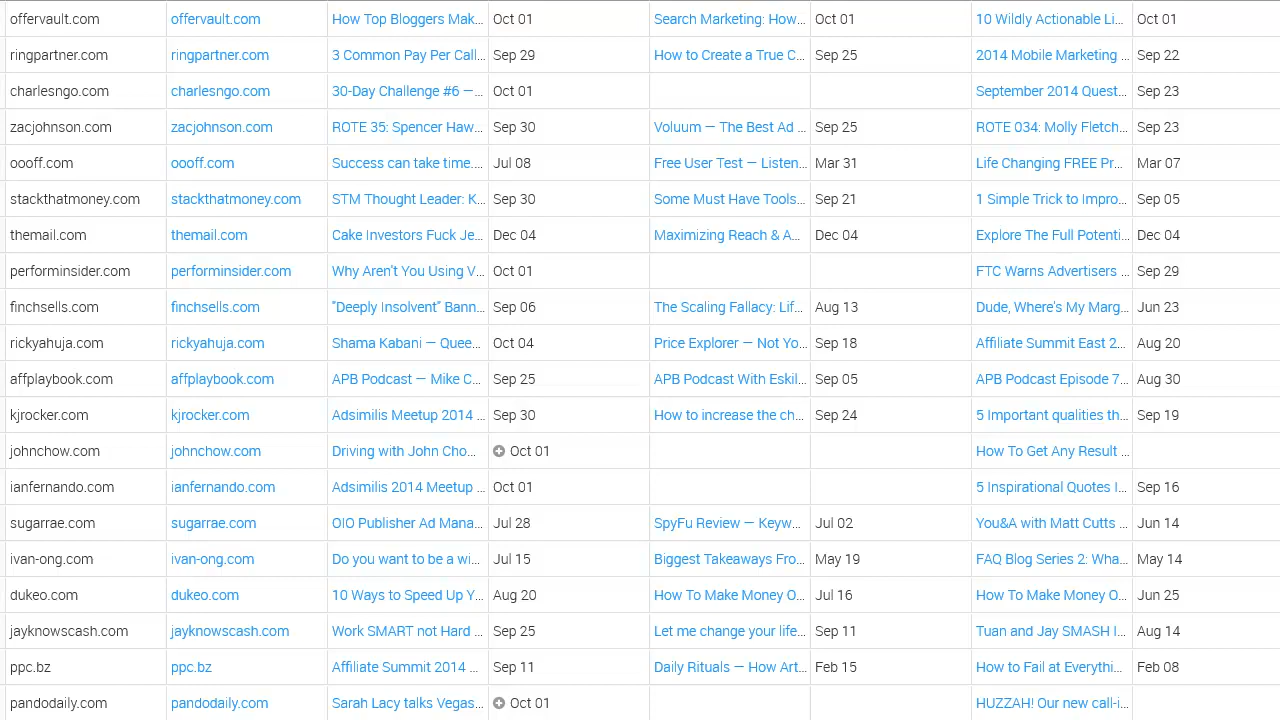 offervault.com offervault.com How Top Bloggers Mak... Oct 01 Search Marketing: How... Oct 01 10 Wildly Actionable Li... Oct 01
ringpartner.com ringpartner.com 3 Common Pay Per Call... Sep 29 How to Create a True C... Sep 25 2014 Mobile Marketing ... Sep 22
charlesngo.com charlesngo.com 30-Day Challenge #6 —... Oct 01 September 2014 Quest... Sep 23
zacjohnson.com zacjohnson.com ROTE 35: Spencer Haw... Sep 30 Voluum — The Best Ad ... Sep 25 ROTE 034: Molly Fletch... Sep 23
oooff.com oooff.com Success can take time.... Jul 08 Free User Test — Listen... Mar 31 Life Changing FREE Pr... Mar 07
stackthatmoney.com stackthatmoney.com STM Thought Leader: K... Sep 30 Some Must Have Tools... Sep 21 1 Simple Trick to Impro... Sep 05
themail.com themail.com Cake Investors Fuck Je... Dec 04 Maximizing Reach & A... Dec 04 Explore The Full Potenti... Dec 04
performinsider.com performinsider.com Why Aren't You Using V... Oct 01 FTC Warns Advertisers ... Sep 29
finchsells.com finchsells.com "Deeply Insolvent" Bann... Sep 06 The Scaling Fallacy: Lif... Aug 13 Dude, Where's My Marg... Jun 23
rickyahuja.com rickyahuja.com Shama Kabani — Quee... Oct 04 Price Explorer — Not Yo... Sep 18 Affiliate Summit East 2... Aug 20
affplaybook.com affplaybook.com APB Podcast — Mike C... Sep 25 APB Podcast With Eskil... Sep 05 APB Podcast Episode 7... Aug 30
kjrocker.com kjrocker.com Adsimilis Meetup 2014 ... Sep 30 How to increase the ch... Sep 24 5 Important qualities th... Sep 19
johnchow.com johnchow.com Driving with John Cho... Oct 01 How To Get Any Result ...
ianfernando.com ianfernando.com Adsimilis 2014 Meetup ... Oct 01 5 Inspirational Quotes I... Sep 16
sugarrae.com sugarrae.com OIO Publisher Ad Mana... Jul 28 SpyFu Review — Keyw... Jul 02 You&A with Matt Cutts ... Jun 14
ivan-ong.com ivan-ong.com Do you want to be a wi... Jul 15 Biggest Takeaways Fro... May 19 FAQ Blog Series 2: Wha... May 14
dukeo.com dukeo.com 10 Ways to Speed Up Y... Aug 20 How To Make Money O... Jul 16 How To Make Money O... Jun 25
jayknowscash.com jayknowscash.com Work SMART not Hard ... Sep 25 Let me change your life... Sep 11 Tuan and Jay SMASH I... Aug 14
ppc.bz ppc.bz Affiliate Summit 2014 ... Sep 11 Daily Rituals — How Art... Feb 15 How to Fail at Everythi... Feb 08
pandodaily.com pandodaily.com Sarah Lacy talks Vegas... Oct 01 HUZZAH! Our new call-i...